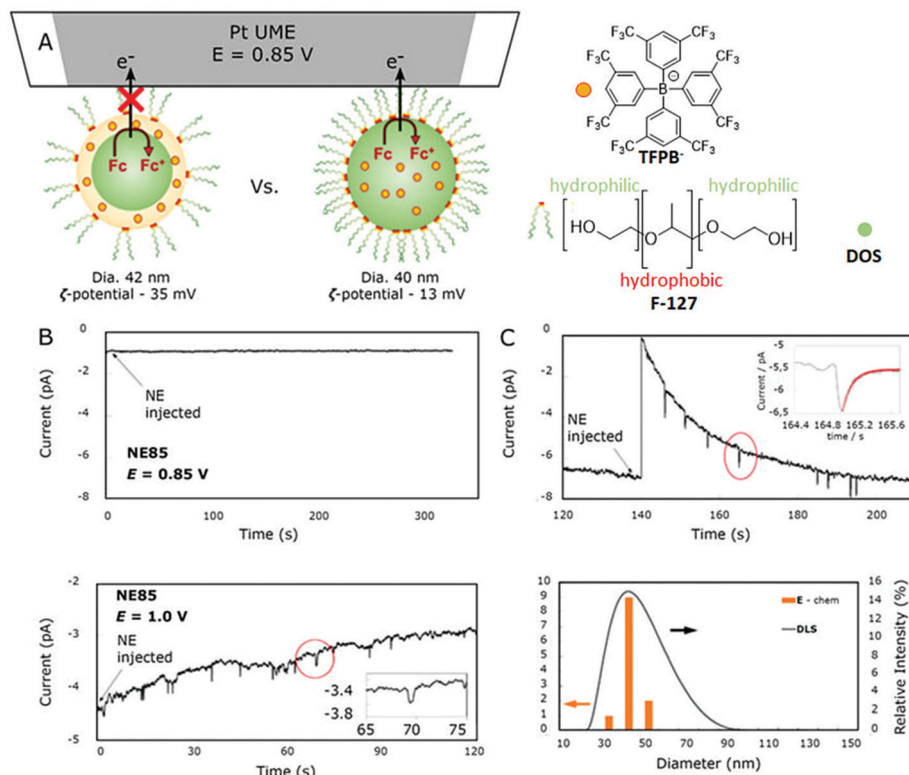 A
Pt UME
E = 0.85 V
e-
e-
Fc
Fc+
Fc
Fc+
Vs.
Dia. 42 nm
ζ-potential - 35 mV
Dia. 40 nm
ζ-potential - 13 mV
F3C
CF3
F3C
CF3
B
⊖
F3C
CF3
F3C
CF3
TFPB-
hydrophilic
hydrophilic
HO
O
O
OH
hydrophobic
F-127
DOS
B
0
-2
-4
-6
-8
Current (pA)
NE
injected
NE85
E = 0.85 V
0
100
200
300
Time (s)
C
0
-2
-4
-6
-8
Current (pA)
NE
injected
-5
-5,5
-6
-6,5
Current / pA
164.4
164.8
165.2
165.6
time / s
120
140
160
180
200
Time (s)
-2
-3
-4
-5
Current (pA)
NE85
E = 1.0 V
NE
injected
-3.4
-3.8
65
70
75
0
30
60
90
120
Time (s)
10
9
8
7
6
5
4
3
2
1
0
E - chem
DLS
16
14
12
10
8
6
4
2
0
Relative Intensity (%)
10
30
50
70
90
110
130
150
Diameter (nm)